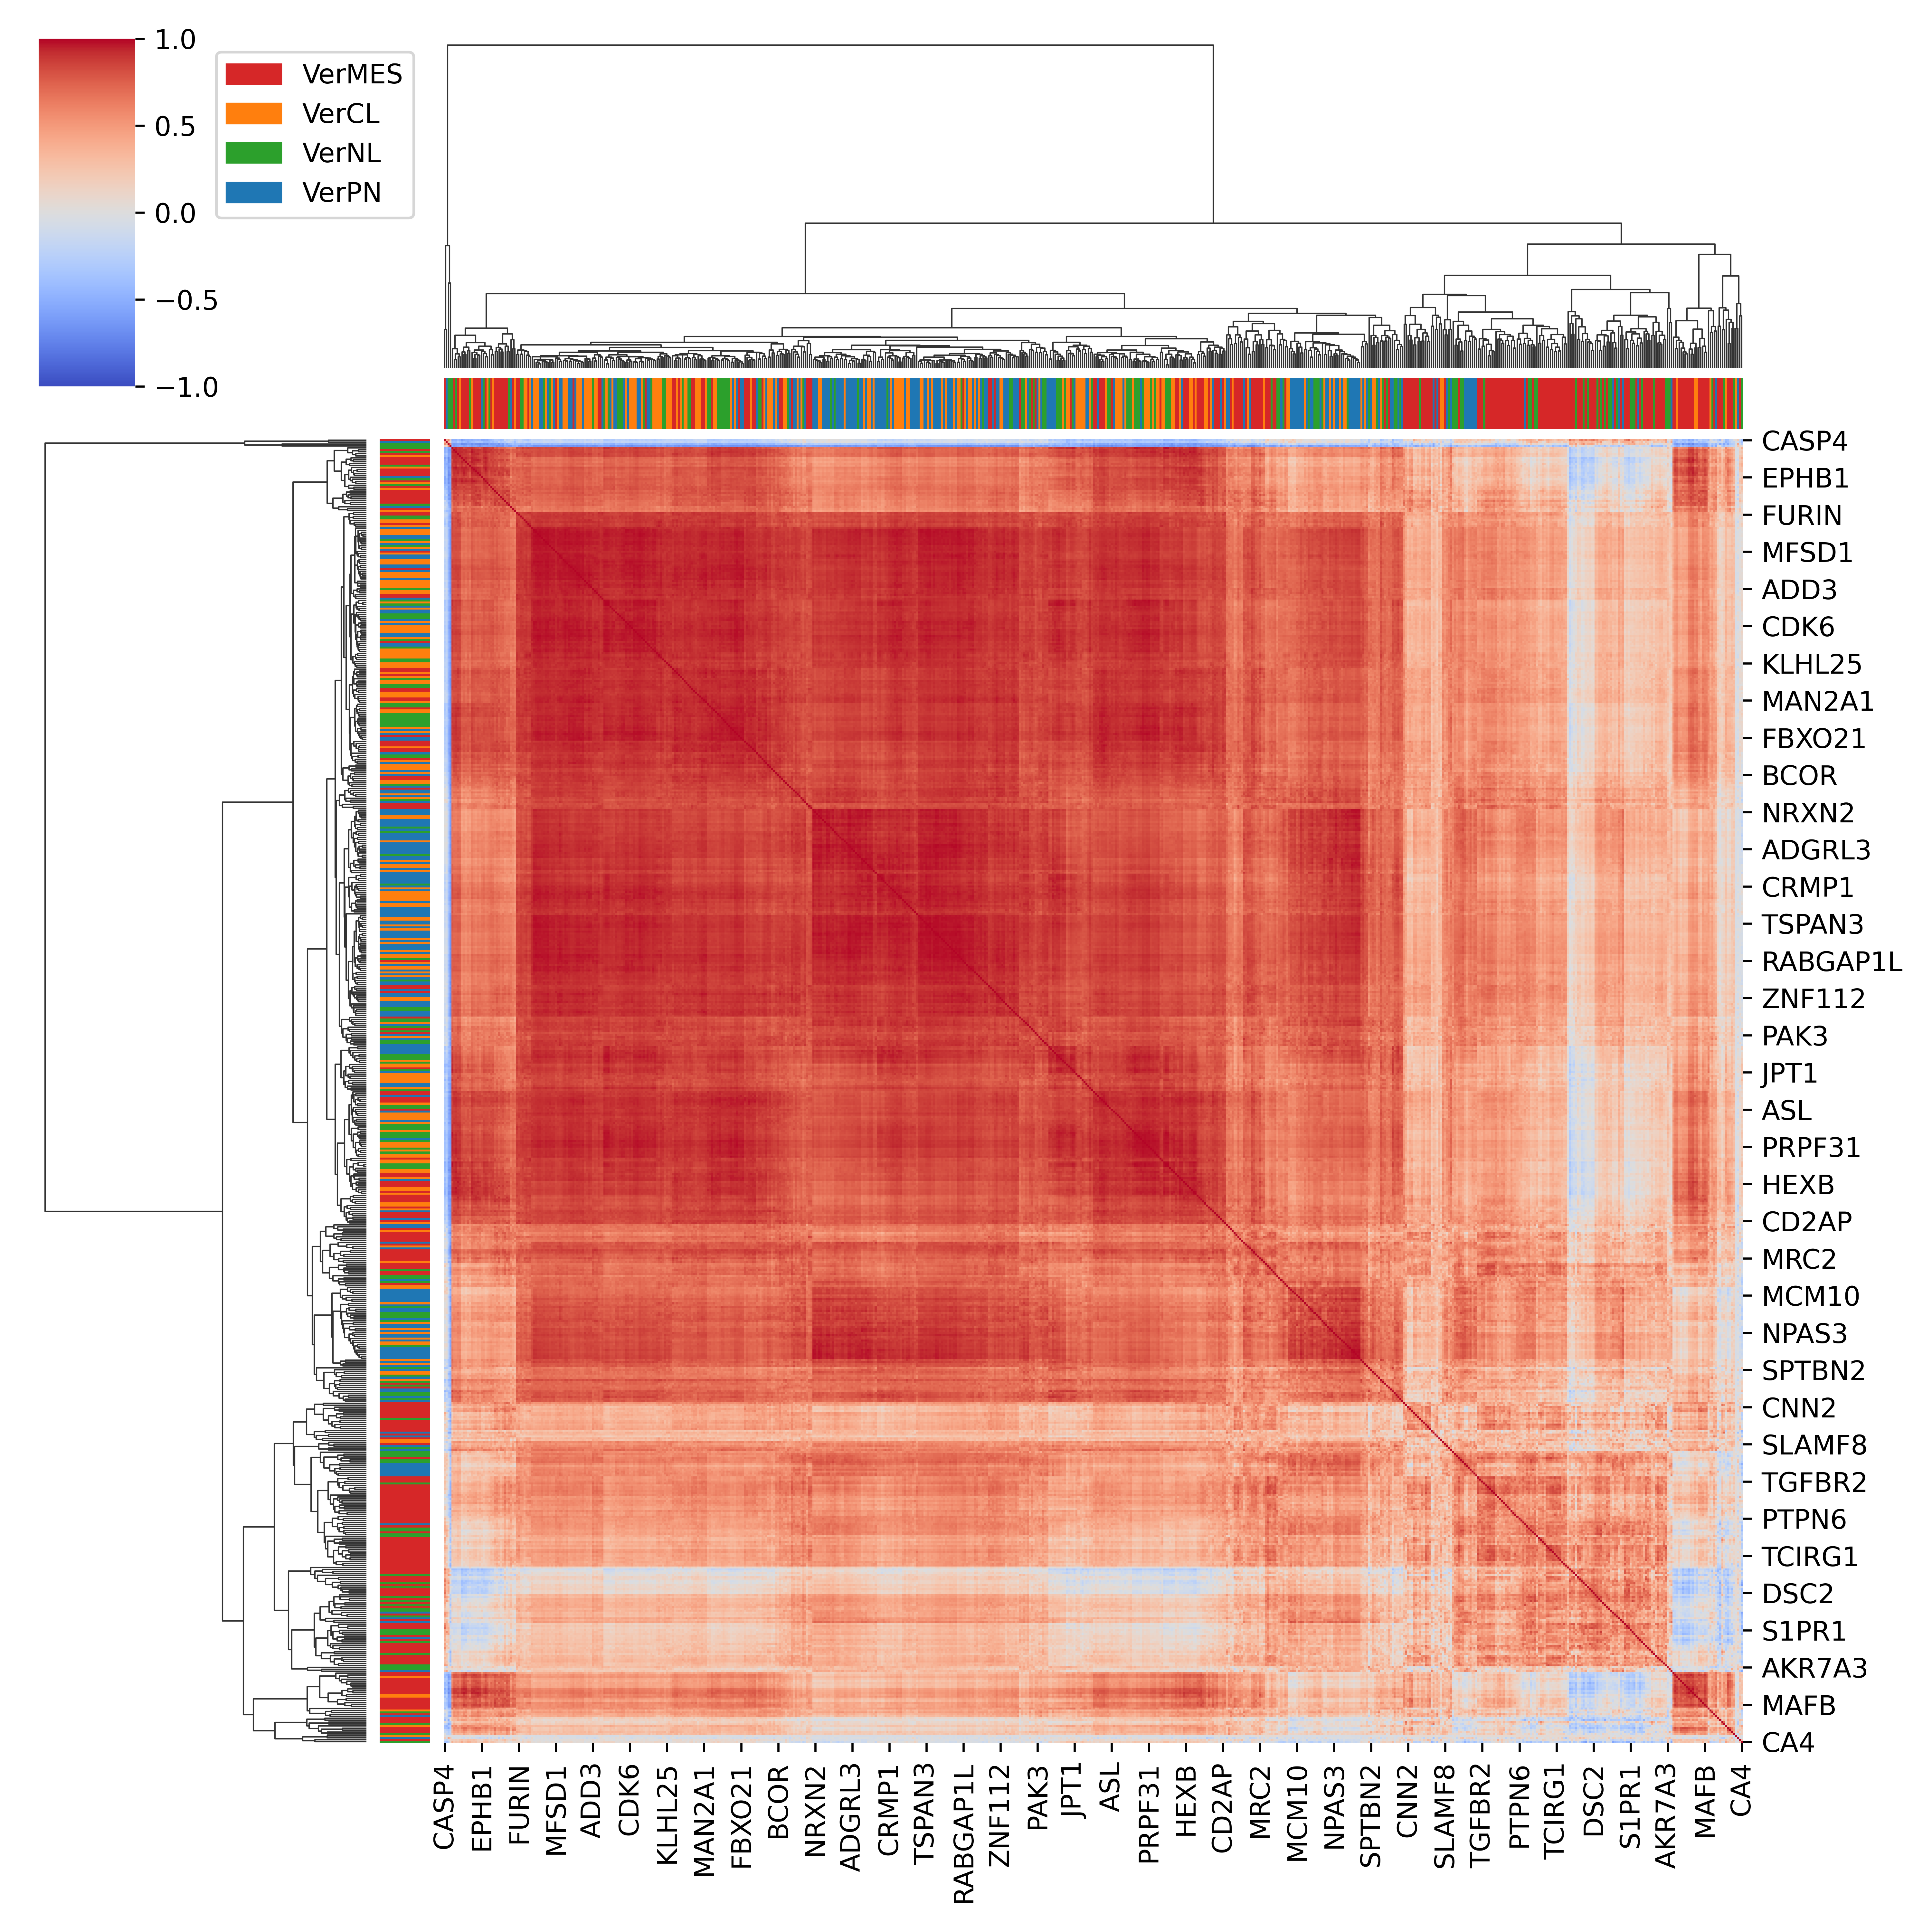 1.0
0.5
0.0
−0.5
−1.0
VerMES
VerCL
VerNL
VerPN
CASP4
EPHB1
FURIN
MFSD1
ADD3
CDK6
KLHL25
MAN2A1
FBXO21
BCOR
NRXN2
ADGRL3
CRMP1
TSPAN3
RABGAP1L
ZNF112
PAK3
JPT1
ASL
PRPF31
HEXB
CD2AP
MRC2
MCM10
NPAS3
SPTBN2
CNN2
SLAMF8
TGFBR2
PTPN6
TCIRG1
DSC2
S1PR1
AKR7A3
MAFB
CA4
CASP4
EPHB1
FURIN
MFSD1
ADD3
CDK6
KLHL25
MAN2A1
FBXO21
BCOR
NRXN2
ADGRL3
CRMP1
TSPAN3
RABGAP1L
ZNF112
PAK3
JPT1
ASL
PRPF31
HEXB
CD2AP
MRC2
MCM10
NPAS3
SPTBN2
CNN2
SLAMF8
TGFBR2
PTPN6
TCIRG1
DSC2
S1PR1
AKR7A3
MAFB
CA4